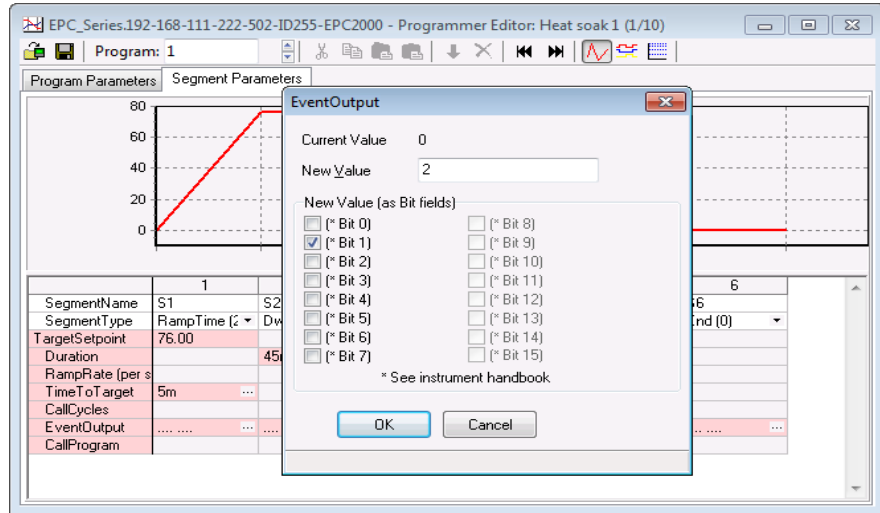 EPC_Series.192-168-111-222-502-ID255-EPC2000 - Programmer Editor: Heat soak 1 (1/10)
Program: 1
Program Parameters Segment Parameters
80
60
40
20
0
EventOutput
Current Value 0
New Value 2
New Value (as Bit fields)
(* Bit 0) (* Bit 8)
(* Bit 1) (* Bit 9)
(* Bit 2) (* Bit 10)
(* Bit 3) (* Bit 11)
(* Bit 4) (* Bit 12)
(* Bit 5) (* Bit 13)
(* Bit 6) (* Bit 14)
(* Bit 7) (* Bit 15)
* See instrument handbook
OK Cancel
1 6
SegmentName S1 S2 S6
SegmentType RampTime (2 Dw End (0)
TargetSetpoint 76.00
Duration 45
RampRate (per s
TimeToTarget 5m ...
CallCycles
EventOutput .... .... ... .... .. .... ...
CallProgram